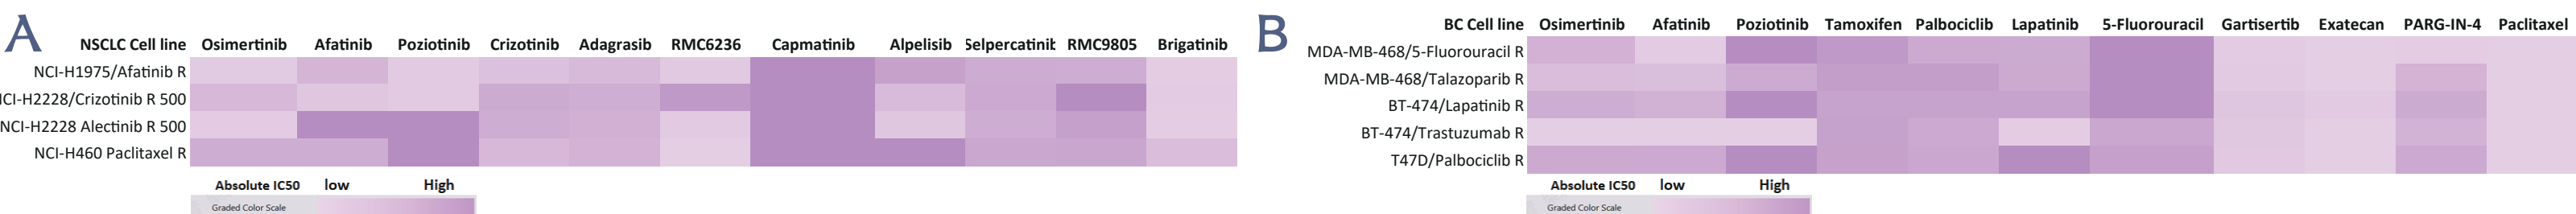 A
NSCLC Cell line Osimertinib Afatinib Poziotinib Crizotinib Adagrasib RMC6236 Capmatinib Alpelisib Selpercatinib RMC9805 Brigatinib
NCI-H1975/Afatinib R
NCI-H2228/Crizotinib R 500
NCI-H2228 Alectinib R 500
NCI-H460 Paclitaxel R
Absolute IC50 low High
Graded Color Scale
B
BC Cell line Osimertinib Afatinib Poziotinib Tamoxifen Palbociclib Lapatinib 5-Fluorouracil Gartisertib Exatecan PARG-IN-4 Paclitaxel
MDA-MB-468/5-Fluorouracil R
MDA-MB-468/Talazoparib R
BT-474/Lapatinib R
BT-474/Trastuzumab R
T47D/Palbociclib R
Absolute IC50 low High
Graded Color Scale